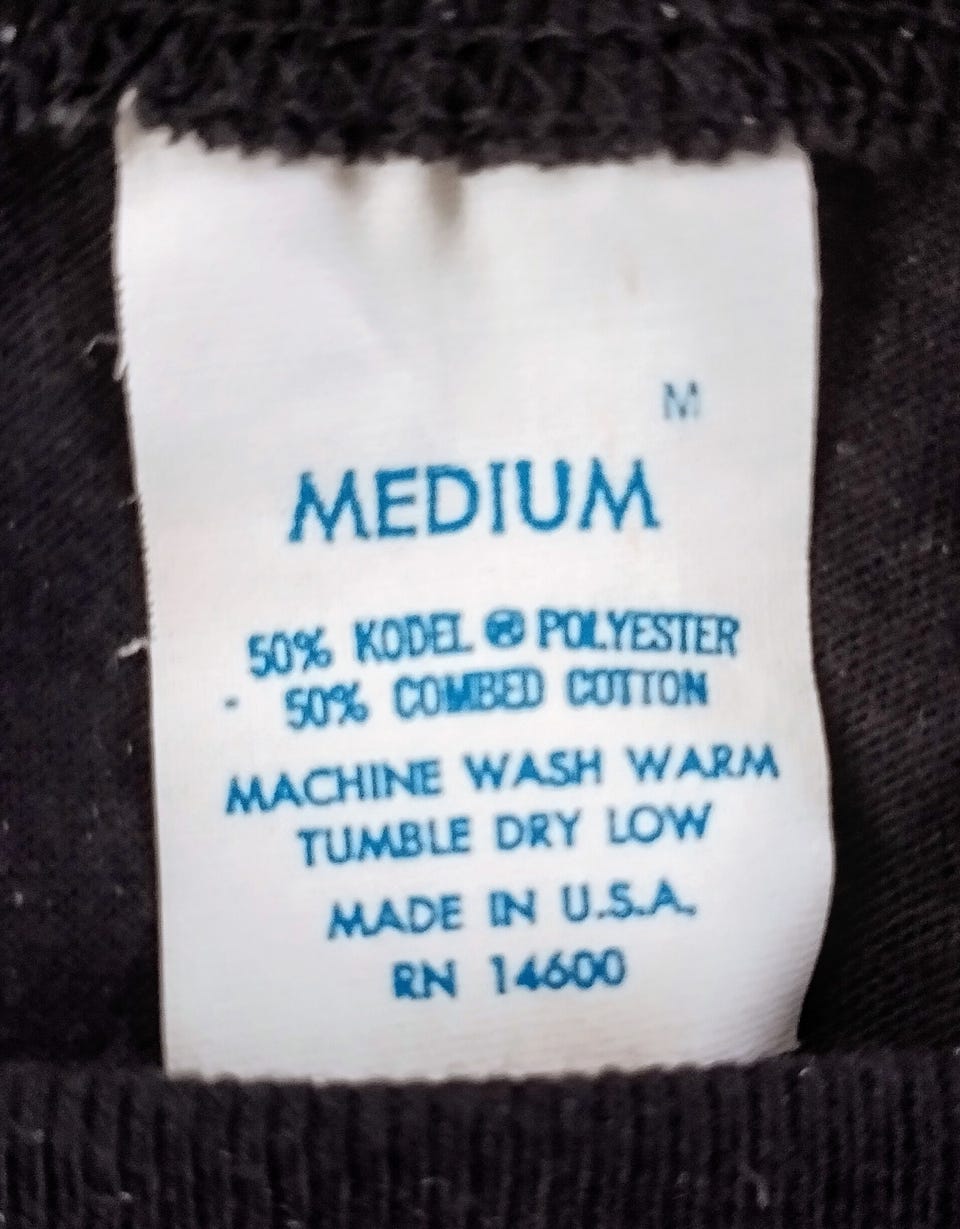 M
MEDIUM
50% KODEL ® POLYESTER
- 50% COMBED COTTON
MACHINE WASH WARM
TUMBLE DRY LOW
MADE IN U.S.A.
RN 14600